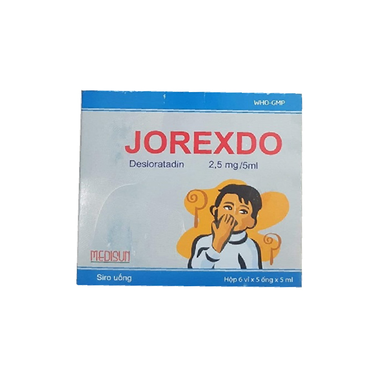 WHO-GMP
JOREXDO
Desloratadin 2,5 mg/5ml
MEDISUN
Siro uống
Hộp 6 vỉ x 5 ống x 5 ml